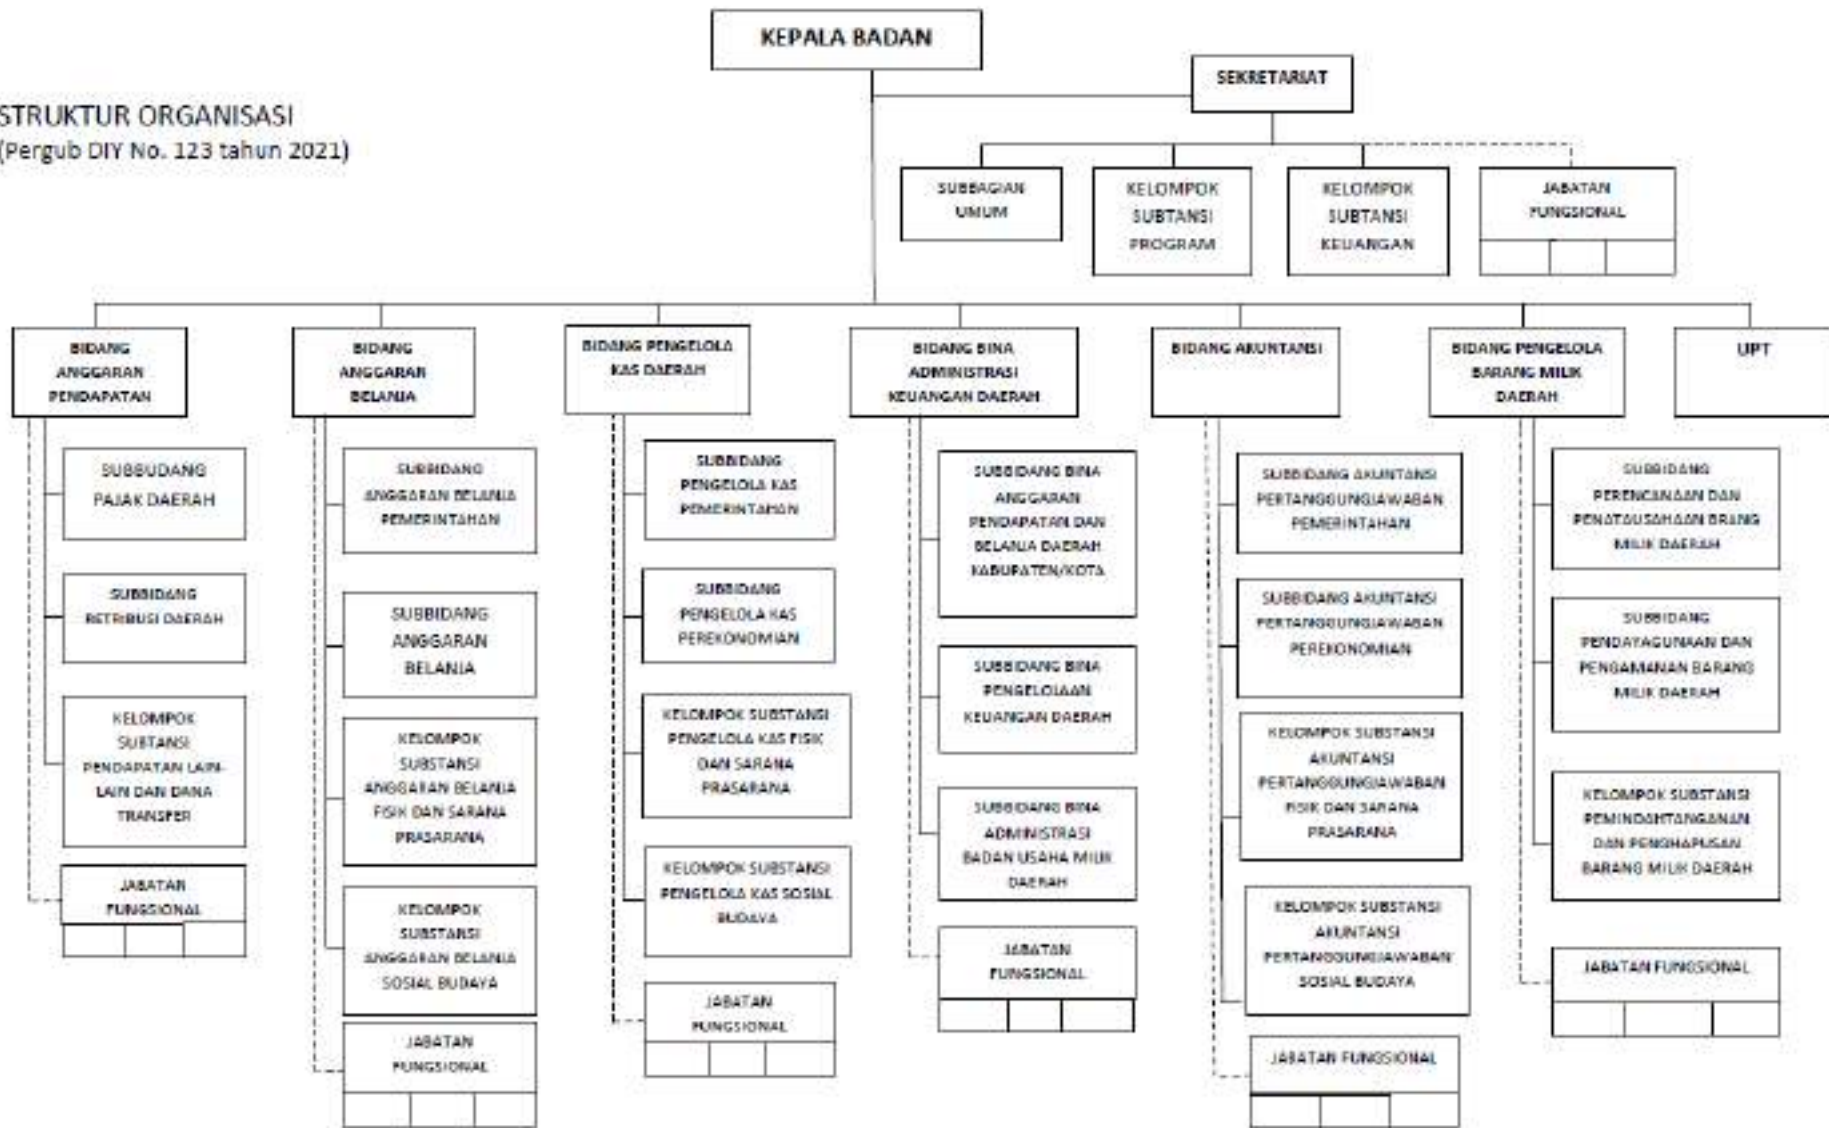 KEPALA BADAN
SEKRETARIAT
STRUKTUR ORGANISASI
(Pergub DIY No. 123 tahun 2021)
SUBBAGIAN
UMUM
KELOMPOK
SUBTANSI
PROGRAM
KELOMPOK
SUBTANSI
KEUANGAN
JABATAN
FUNGSIONAL
BIDANG
ANGGARAN
PENDAPATAN
BIDANG
ANGGARAN
BELANJA
BIDANG PENGELOLA
KAS DAERAH
BIDANG BINA
ADMINISTRASI
KEUANGAN DAERAH
BIDANG AKUNTANSI
BIDANG PENGELOLA
BARANG MILIK
DAERAH
UPT
SUBBUDANG
PAJAK DAERAH
SUBBIDANG
RETRIBUSI DAERAH
KELOMPOK
SUBTANSI
PENDAPATAN LAIN-
LAIN DAN DANA
TRANSFER
JABATAN
FUNGSIONAL
SUBBIDANG
ANGGARAN BELANJA
PEMERINTAHAN
SUBBIDANG
ANGGARAN
BELANJA
KELOMPOK
SUBSTANSI
ANGGARAN BELANJA
FISIK DAN SARANA
PRASARANA
KELOMPOK
SUBSTANSI
ANGGARAN BELANJA
SOSIAL BUDAYA
JABATAN
FUNGSIONAL
SUBBIDANG
PENGELOLA KAS
PEMERINTAHAN
SUBBIDANG
PENGELOLA KAS
PEREKONOMIAN
KELOMPOK SUBSTANSI
PENGELOLA KAS FISIK
DAN SARANA
PRASARANA
KELOMPOK SUBSTANSI
PENGELOLA KAS SOSIAL
BUDAYA
JABATAN
FUNGSIONAL
SUBBIDANG BINA
ANGGARAN
PENDAPATAN DAN
BELANJA DAERAH
KABUPATEN/KOTA
SUBBIDANG BINA
PENGELOLAAN
KEUANGAN DAERAH
SUBBIDANG BINA
ADMINISTRASI
BADAN USAHA MILIK
DAERAH
JABATAN
FUNGSIONAL
SUBBIDANG AKUNTANSI
PERTANGGUNGJAWABAN
PEMERINTAHAN
SUBBIDANG AKUNTANSI
PERTANGGUNGJAWABAN
PEREKONOMIAN
KELOMPOK SUBSTANSI
AKUNTANSI
PERTANGGUNGJAWABAN
FISIK DAN SARANA
PRASARANA
KELOMPOK SUBSTANSI
AKUNTANSI
PERTANGGUNGJAWABAN
SOSIAL BUDAYA
JABATAN FUNGSIONAL
SUBBIDANG
PERENCANAAN DAN
PENATAUSAHAAN BRANG
MILIK DAERAH
SUBBIDANG
PENDAYAGUNAAN DAN
PENGAMANAN BARANG
MILIK DAERAH
KELOMPOK SUBSTANSI
PEMINDAHTANGANAN
DAN PENGHAPUSAN
BARANG MILIK DAERAH
JABATAN FUNGSIONAL